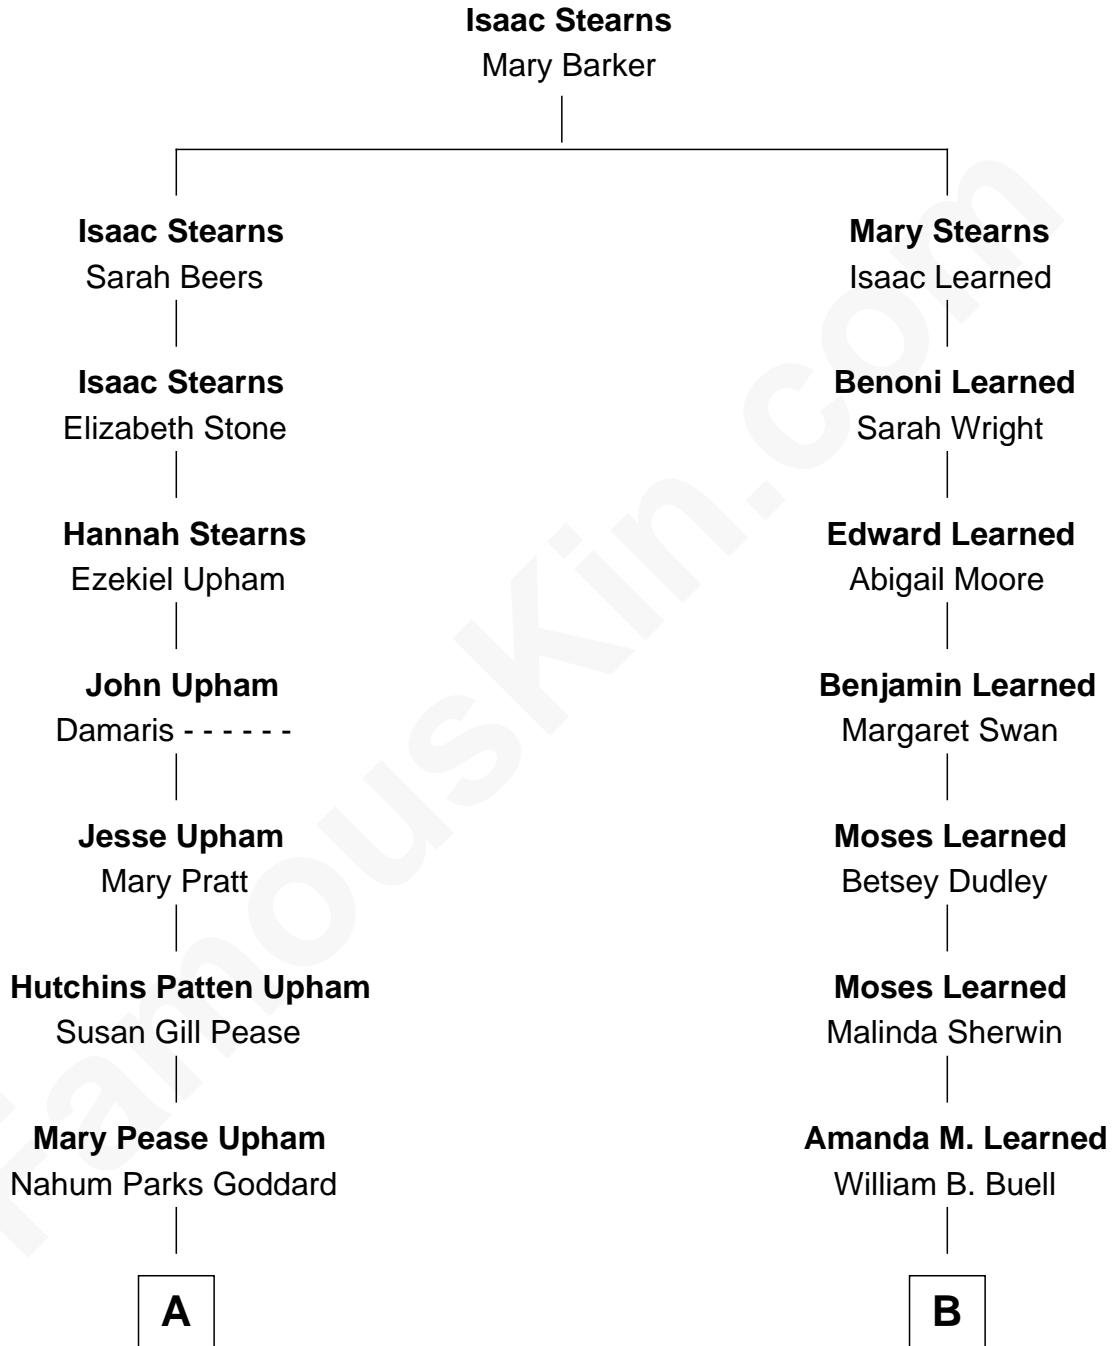 Isaac Stearns
Mary Barker
Isaac Stearns
Sarah Beers
Mary Stearns
Isaac Learned
Isaac Stearns
Elizabeth Stone
Benoni Learned
Sarah Wright
Hannah Stearns
Ezekiel Upham
Edward Learned
Abigail Moore
John Upham
Damaris - - - - - -
Benjamin Learned
Margaret Swan
Jesse Upham
Mary Pratt
Moses Learned
Betsey Dudley
Hutchins Patten Upham
Susan Gill Pease
Moses Learned
Malinda Sherwin
Mary Pease Upham
Nahum Parks Goddard
Amanda M. Learned
William B. Buell
A
B
FamousKin.com